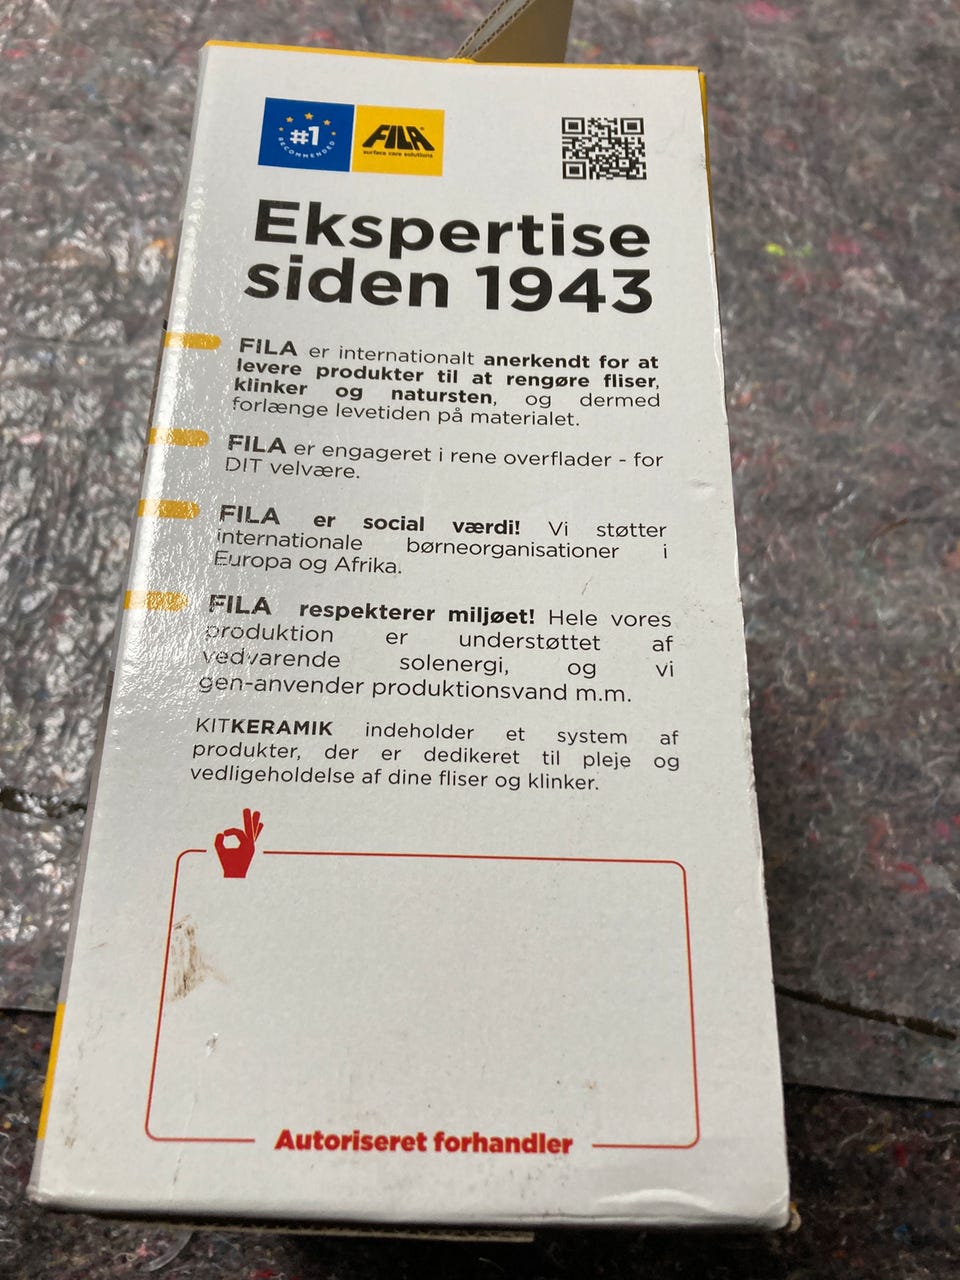 #1
RECOMMENDED
FILA
surface care solutions
Ekspertise
siden 1943
FILA er internationalt anerkendt for at
levere produkter til at rengøre fliser,
klinker og natursten, og dermed
forlænge levetiden på materialet.
FILA er engageret i rene overflader - for
DIT velvære.
FILA er social værdi! Vi støtter
internationale børneorganisationer i
Europa og Afrika.
FILA respekterer miljøet! Hele vores
produktion er understøttet af
vedvarende solenergi, og vi
gen-anvender produktionsvand m.m.
KITKERAMIK indeholder et system af
produkter, der er dedikeret til pleje og
vedligeholdelse af dine fliser og klinker.
Autoriseret forhandler